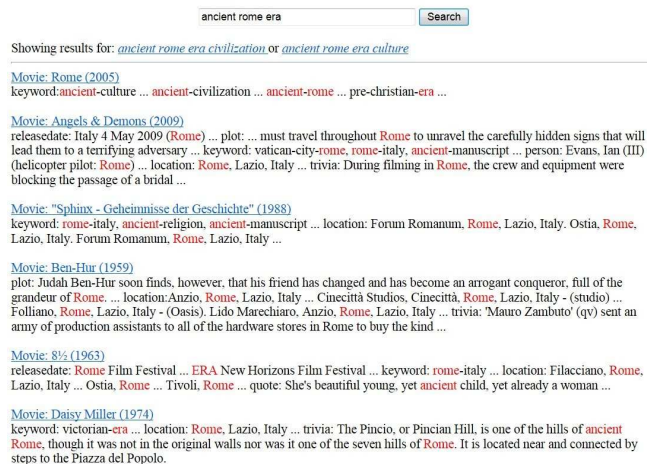 ancient rome era Search
Showing results for: ancient rome era civilization or ancient rome era culture
Movie: Rome (2005)
keyword:ancient-culture ... ancient-civilization ... ancient-rome ... pre-christian-era ...
Movie: Angels & Demons (2009)
releasedate: Italy 4 May 2009 (Rome) ... plot: ... must travel throughout Rome to unravel the carefully hidden signs that will
lead them to a terrifying adversary ... keyword: vatican-city-rome, rome-italy, ancient-manuscript ... person: Evans, Ian (III)
(helicopter pilot: Rome) ... location: Rome, Lazio, Italy ... trivia: During filming in Rome, the crew and equipment were
blocking the passage of a bridal ...
Movie: "Sphinx - Geheimnisse der Geschichte" (1988)
keyword: rome-italy, ancient-religion, ancient-manuscript ... location: Forum Romanum, Rome, Lazio, Italy. Ostia, Rome,
Lazio, Italy. Forum Romanum, Rome, Lazio, Italy ...
Movie: Ben-Hur (1959)
plot: Judah Ben-Hur soon finds, however, that his friend has changed and has become an arrogant conqueror, full of the
grandeur of Rome. ... location:Anzio, Rome, Lazio, Italy ... Cinecittà Studios, Cinecittà, Rome, Lazio, Italy - (studio) ...
Folliano, Rome, Lazio, Italy - (Oasis). Lido Marechiaro, Anzio, Rome, Lazio, Italy ... trivia: 'Mauro Zambuto' (qv) sent an
army of production assistants to all of the hardware stores in Rome to buy the kind ...
Movie: 8½ (1963)
releasedate: Rome Film Festival ... ERA New Horizons Film Festival ... keyword: rome-italy ... location: Filacciano, Rome,
Lazio, Italy ... Ostia, Rome ... Tivoli, Rome ... quote: She's beautiful young, yet ancient child, yet already a woman ...
Movie: Daisy Miller (1974)
keyword: victorian-era ... location: Rome, Lazio, Italy ... trivia: The Pincio, or Pincian Hill, is one of the hills of ancient
Rome, though it was not in the original walls nor was it one of the seven hills of Rome. It is located near and connected by
steps to the Piazza del Popolo.